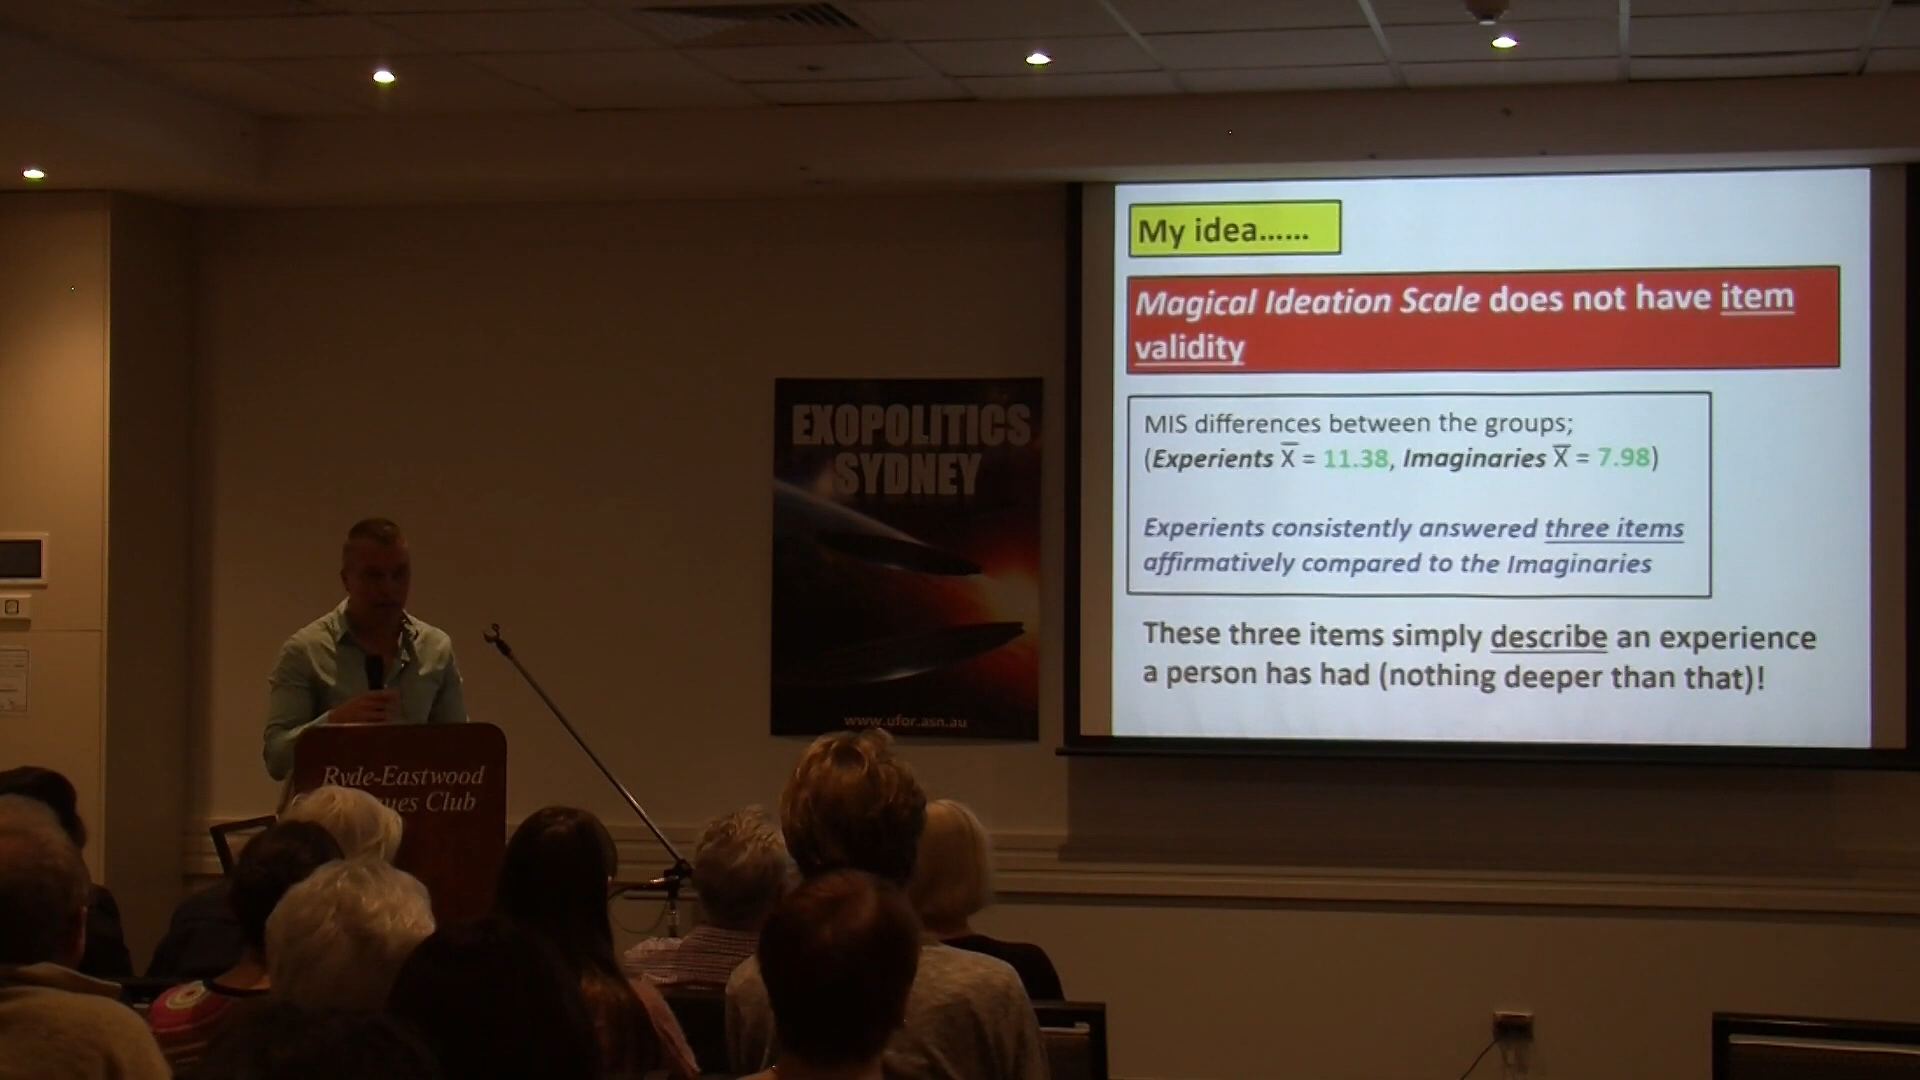 My idea......
Magical Ideation Scale does not have item
validity
MIS differences between the groups;
(Experients X̅ = 11.38, Imaginaries X̅ = 7.98)
Experients consistently answered three items
affirmatively compared to the Imaginaries
These three items simply describe an experience
a person has had (nothing deeper than that)!
EXOPOLITICS
SYDNEY
www.ufor.asn.au
Ryde-Eastwood
Club